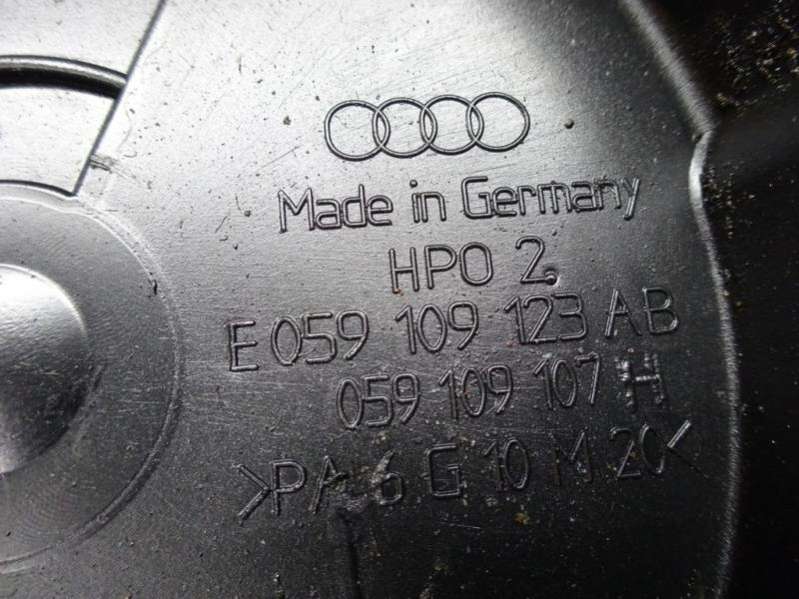 Made in Germany
HPO 2.
E 059 109 123 AB
059 109 107 H
>PA 6 G 10 M 20<